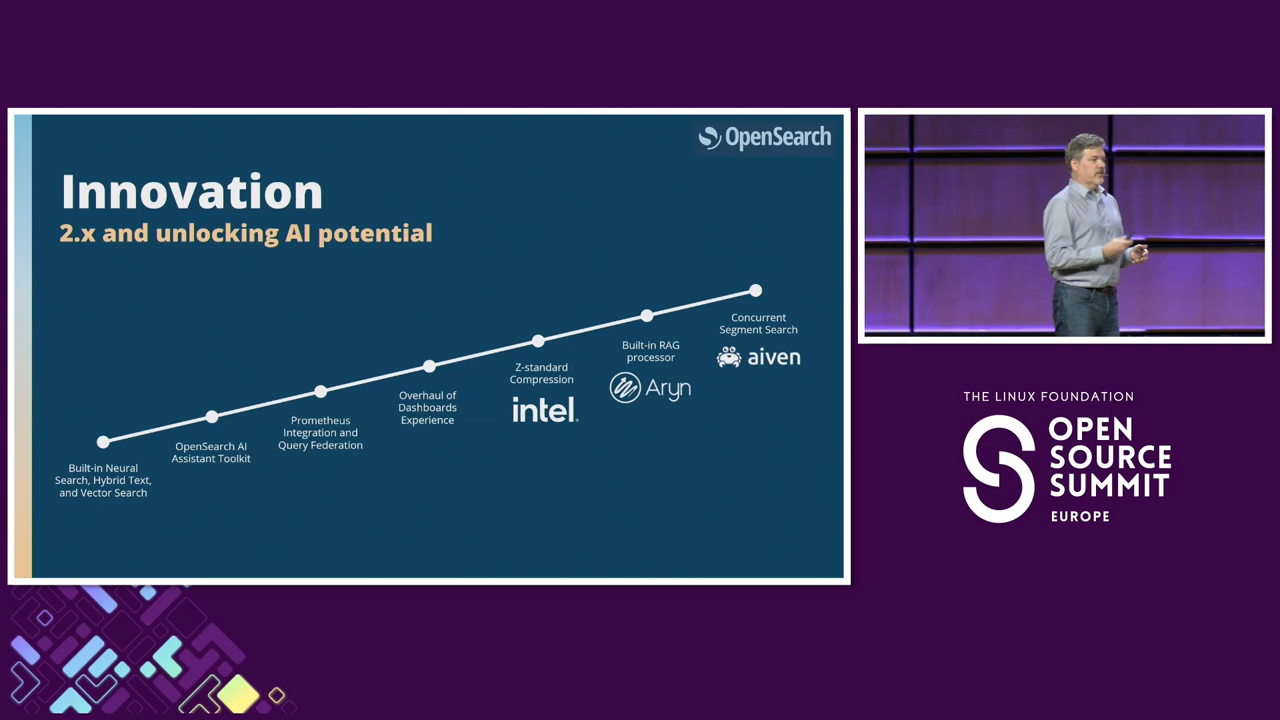 OpenSearch
Innovation
2.x and unlocking AI potential
Built-in Neural
Search, Hybrid Text,
and Vector Search
OpenSearch AI
Assistant Toolkit
Prometheus
Integration and
Query Federation
Overhaul of
Dashboards
Experience
Z-standard
Compression
intel.
Built-in RAG
processor
Aryn
Concurrent
Segment Search
aiven
THE LINUX FOUNDATION
OPEN
SOURCE
SUMMIT
EUROPE